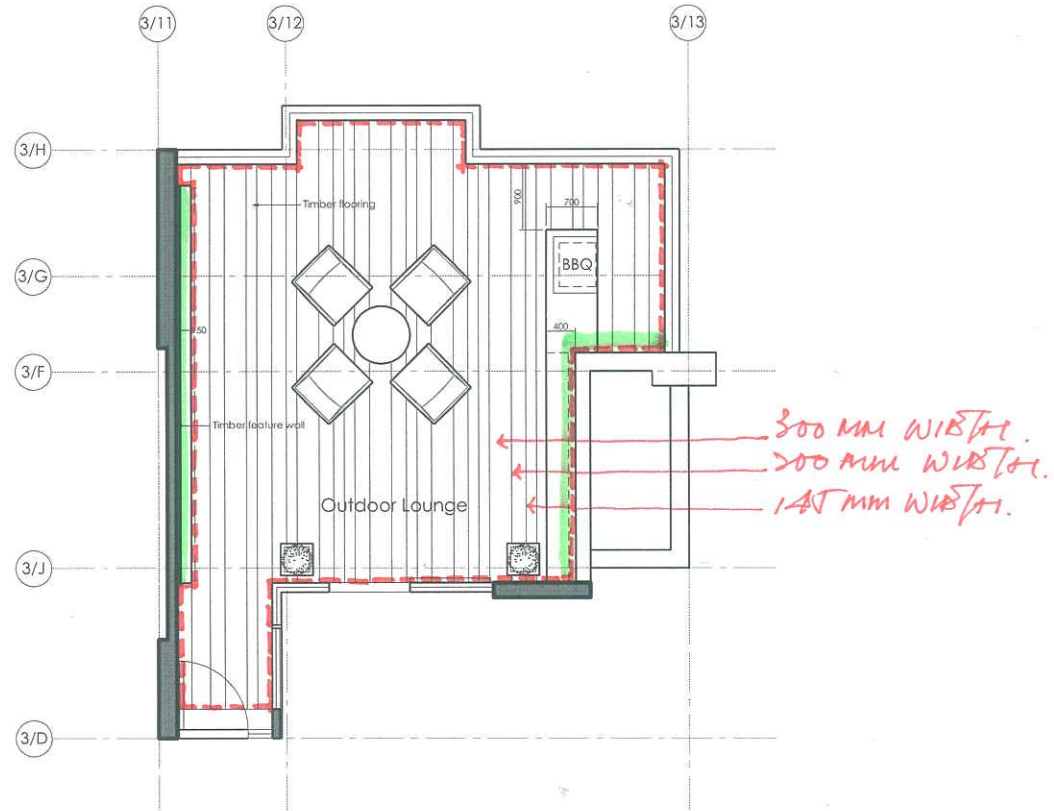 3/11
3/12
3/13
3/H
Timber flooring
900
700
3/G
BBQ
50
400
3/F
Timber feature wall
300 MM WIDTH.
200 MM WIDTH.
145 MM WIDTH.
Outdoor Lounge
3/J
3/D